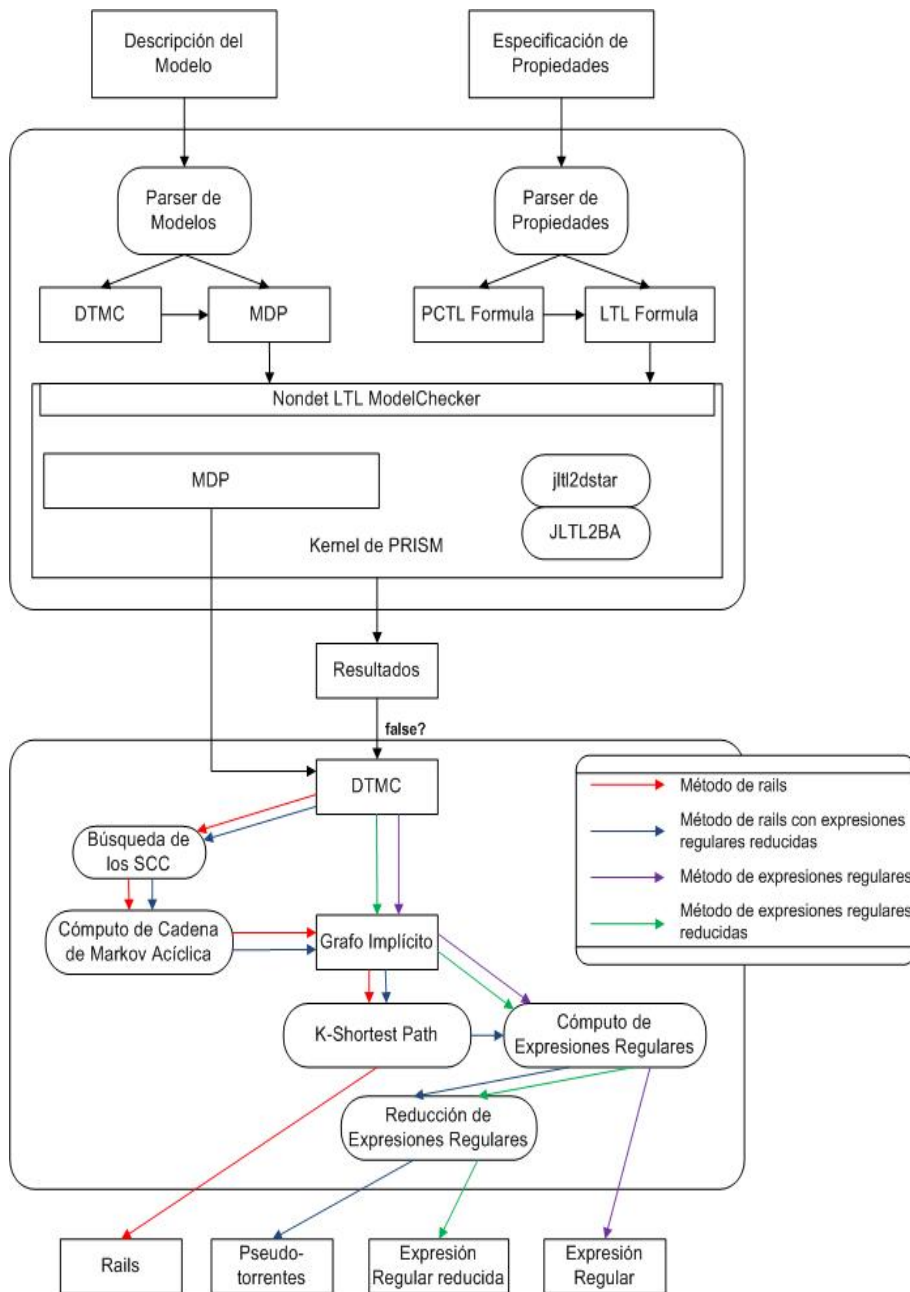 Descripción del
Modelo
Especificación de
Propiedades
Parser de
Modelos
Parser de
Propiedades
DTMC
MDP
PCTL Formula
LTL Formula
Nondet LTL ModelChecker
MDP
jltl2dstar
JLTL2BA
Kernel de PRISM
Resultados
false?
DTMC
Método de rails
Método de rails con expresiones
regulares reducidas
Método de expresiones regulares
Método de expresiones regulares
reducidas
Búsqueda de
los SCC
Cómputo de Cadena
de Markov Acíclica
Grafo Implícito
K-Shortest Path
Cómputo de
Expresiones Regulares
Reducción de
Expresiones Regulares
Rails
Pseudo-
torrentes
Expresión
Regular reducida
Expresión
Regular